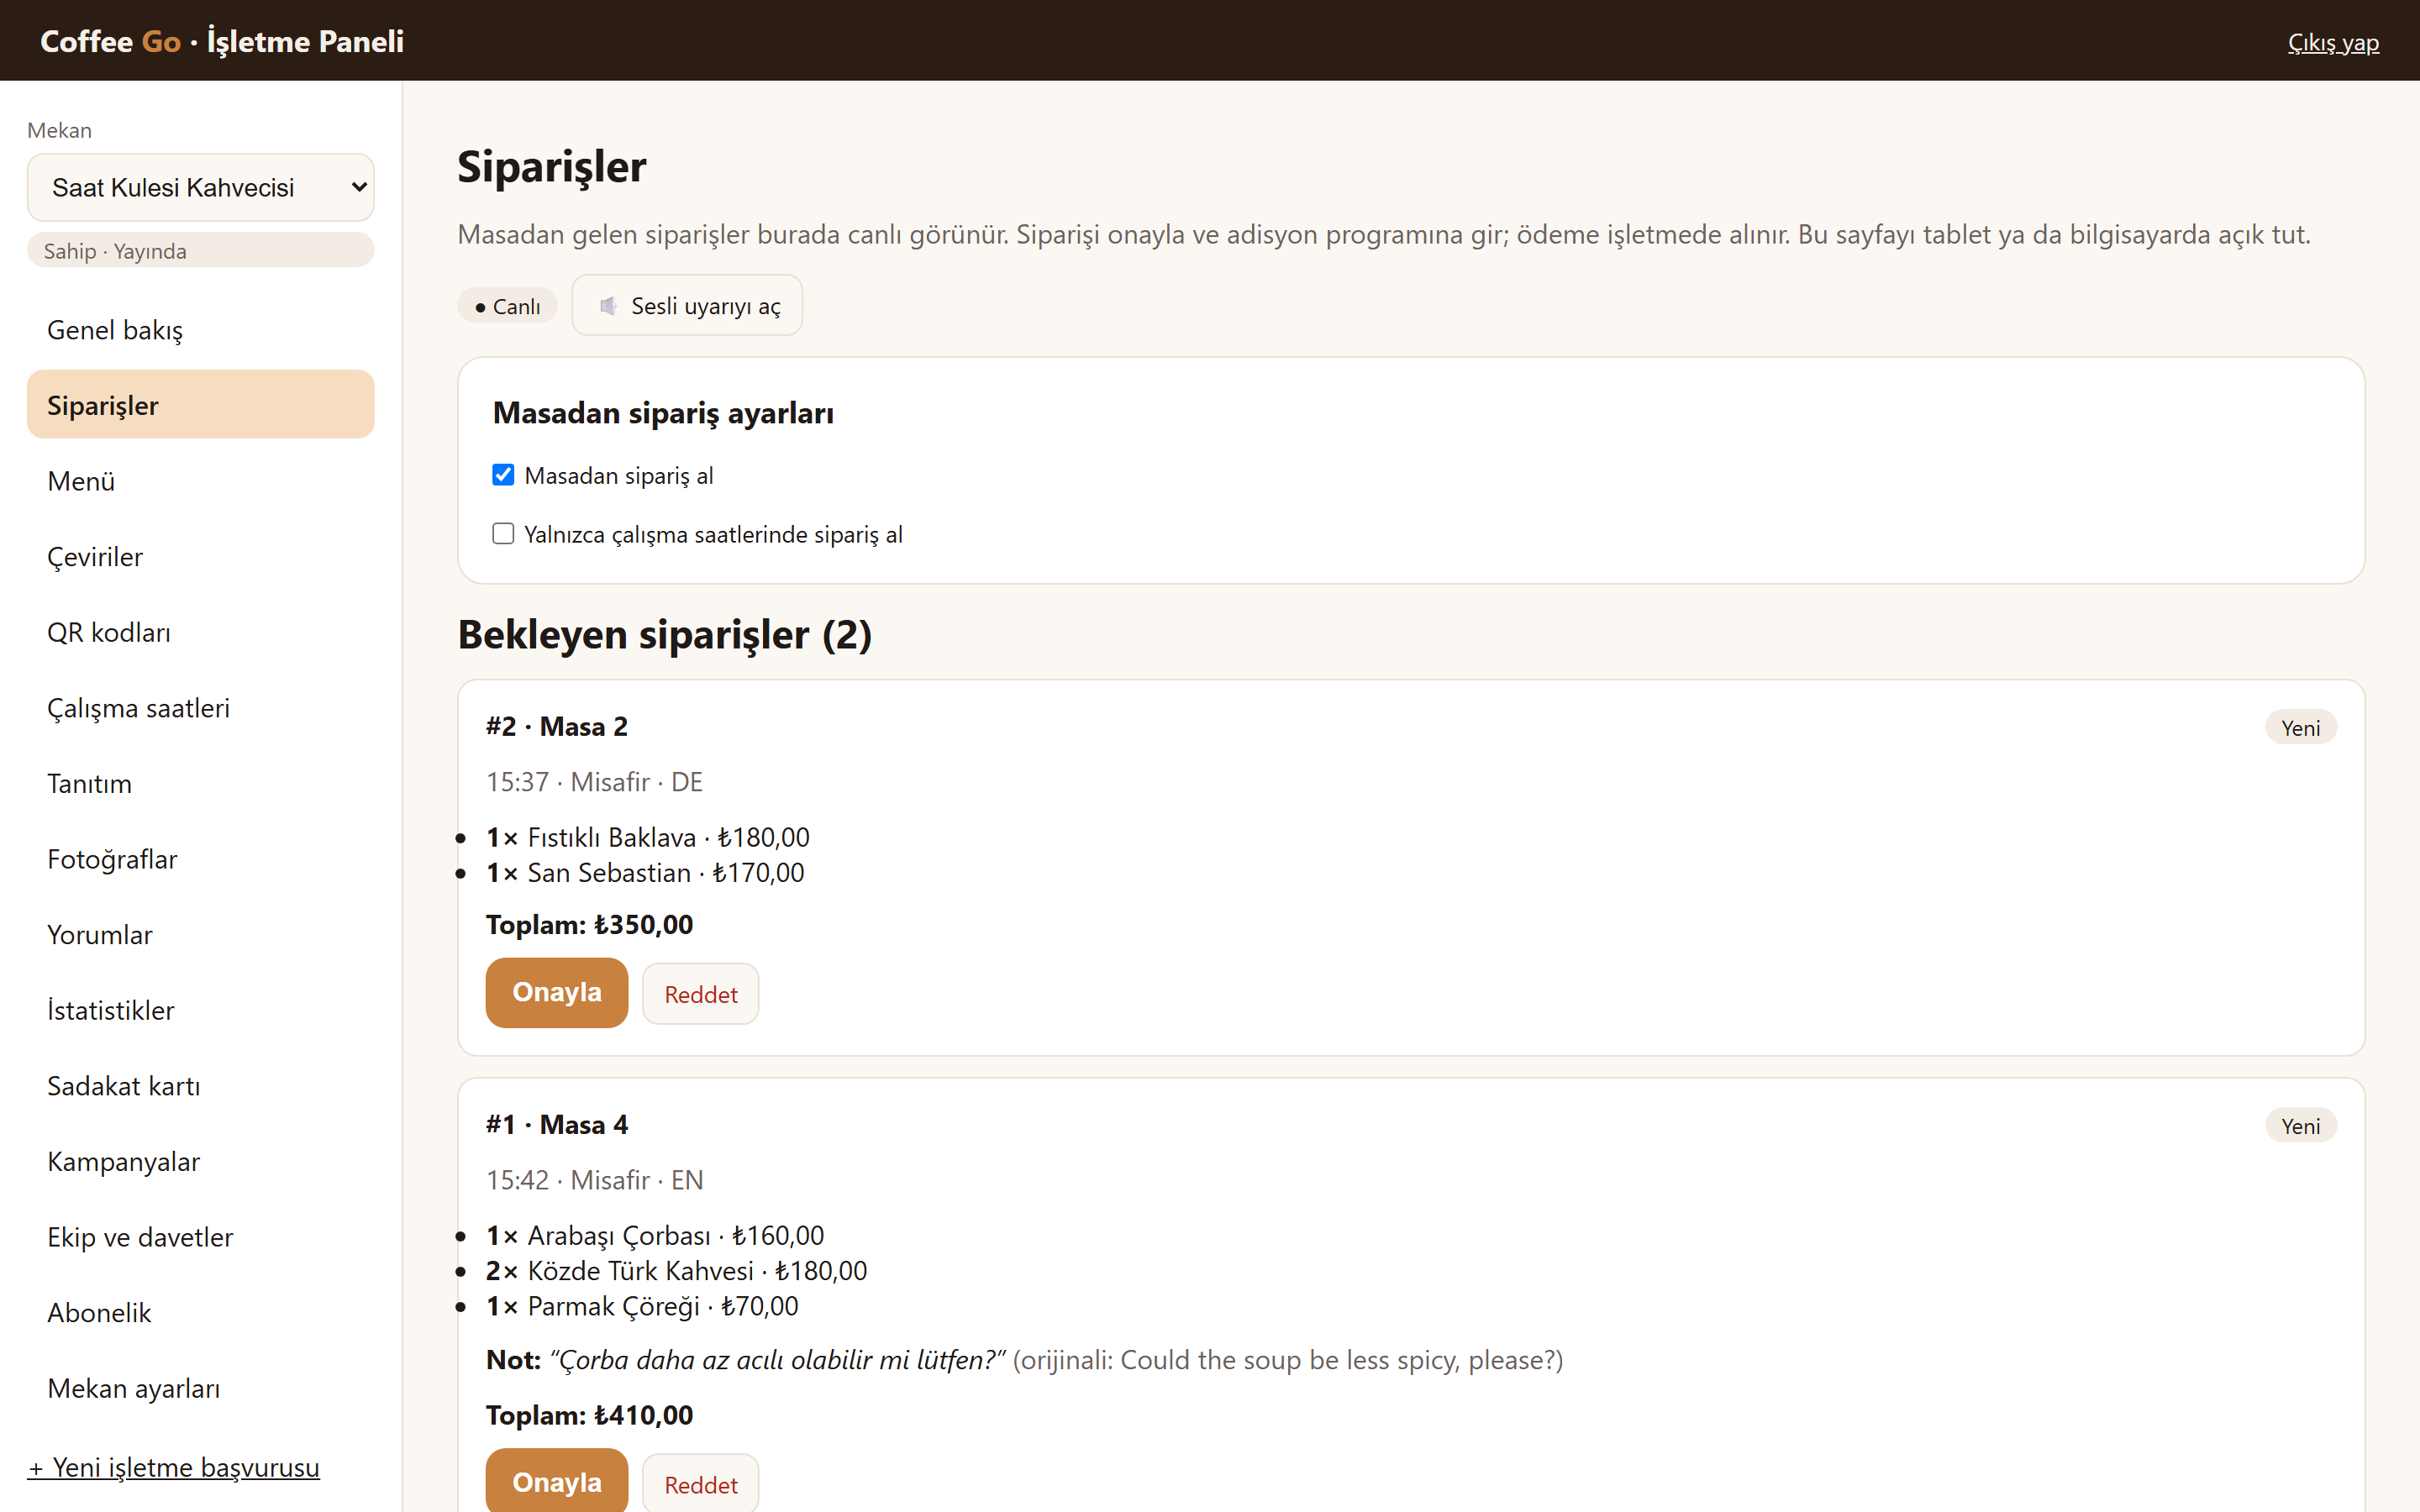 Coffee Go · İşletme Paneli
Çıkış yap
Mekan
Saat Kulesi Kahvecisi
Sahip · Yayında
Genel bakış
Siparişler
Menü
Çeviriler
QR kodları
Çalışma saatleri
Tanıtım
Fotoğraflar
Yorumlar
İstatistikler
Sadakat kartı
Kampanyalar
Ekip ve davetler
Abonelik
Mekan ayarları
+ Yeni işletme başvurusu
Siparişler
Masadan gelen siparişler burada canlı görünür. Siparişi onayla ve adisyon programına gir; ödeme işletmede alınır. Bu sayfayı tablet ya da bilgisayarda açık tut.
● Canlı
Sesli uyarıyı aç
Masadan sipariş ayarları
Masadan sipariş al
Yalnızca çalışma saatlerinde sipariş al
Bekleyen siparişler (2)
#2 · Masa 2
Yeni
15:37 · Misafir · DE
1× Fıstıklı Baklava · ₺180,00
1× San Sebastian · ₺170,00
Toplam: ₺350,00
Onayla
Reddet
#1 · Masa 4
Yeni
15:42 · Misafir · EN
1× Arabaşı Çorbası · ₺160,00
2× Közde Türk Kahvesi · ₺180,00
1× Parmak Çöreği · ₺70,00
Not: “Çorba daha az acılı olabilir mi lütfen?” (orijinali: Could the soup be less spicy, please?)
Toplam: ₺410,00
Onayla
Reddet